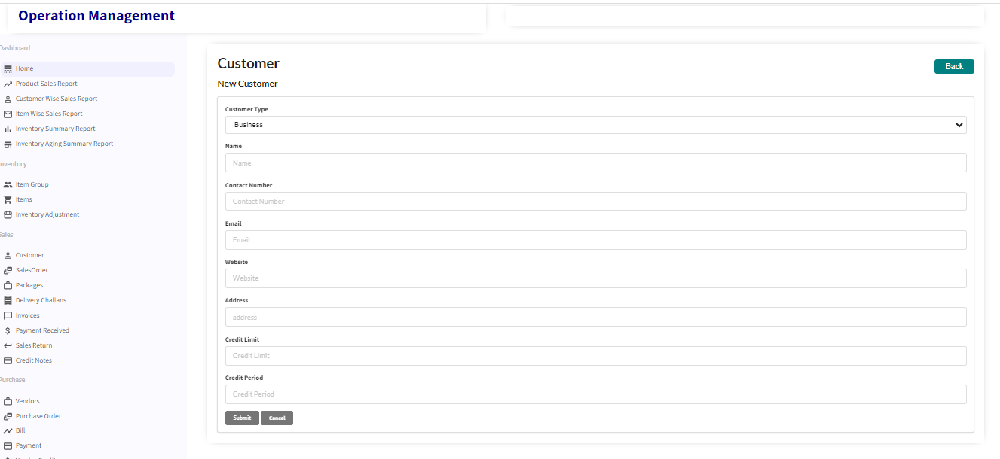 Operation Management
Dashboard
Home
Product Sales Report
Customer Wise Sales Report
Item Wise Sales Report
Inventory Summary Report
Inventory Aging Summary Report
nventory
Item Group
Items
Inventory Adjustment
Sales
Customer
SalesOrder
Packages
Delivery Challans
Invoices
Payment Received
Sales Return
Credit Notes
Purchase
Vendors
Purchase Order
Bill
Payment
Customer
Back
New Customer
Customer Type
Business
Name
Name
Contact Number
Contact Number
Email
Email
Website
Website
Address
address
Credit Limit
Credit Limit
Credit Period
Credit Period
Submit Cancel